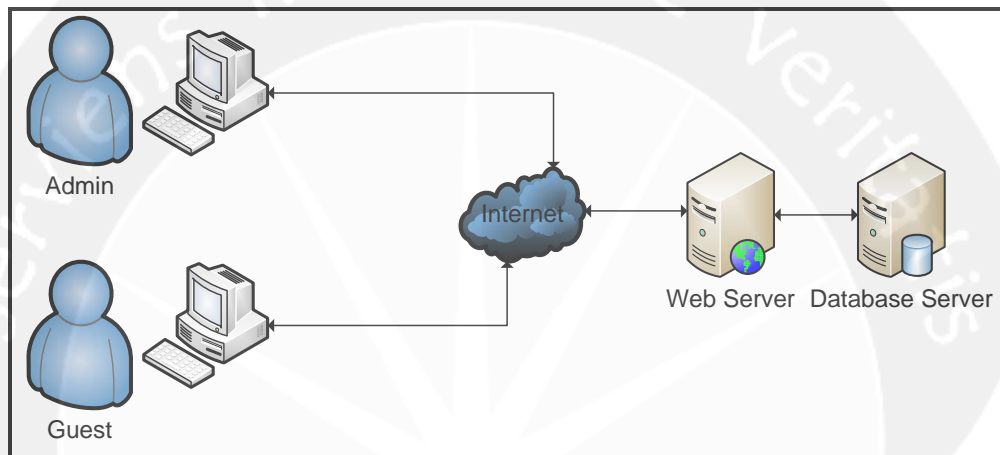 Admin
Internet
Web Server
Database Server
Guest